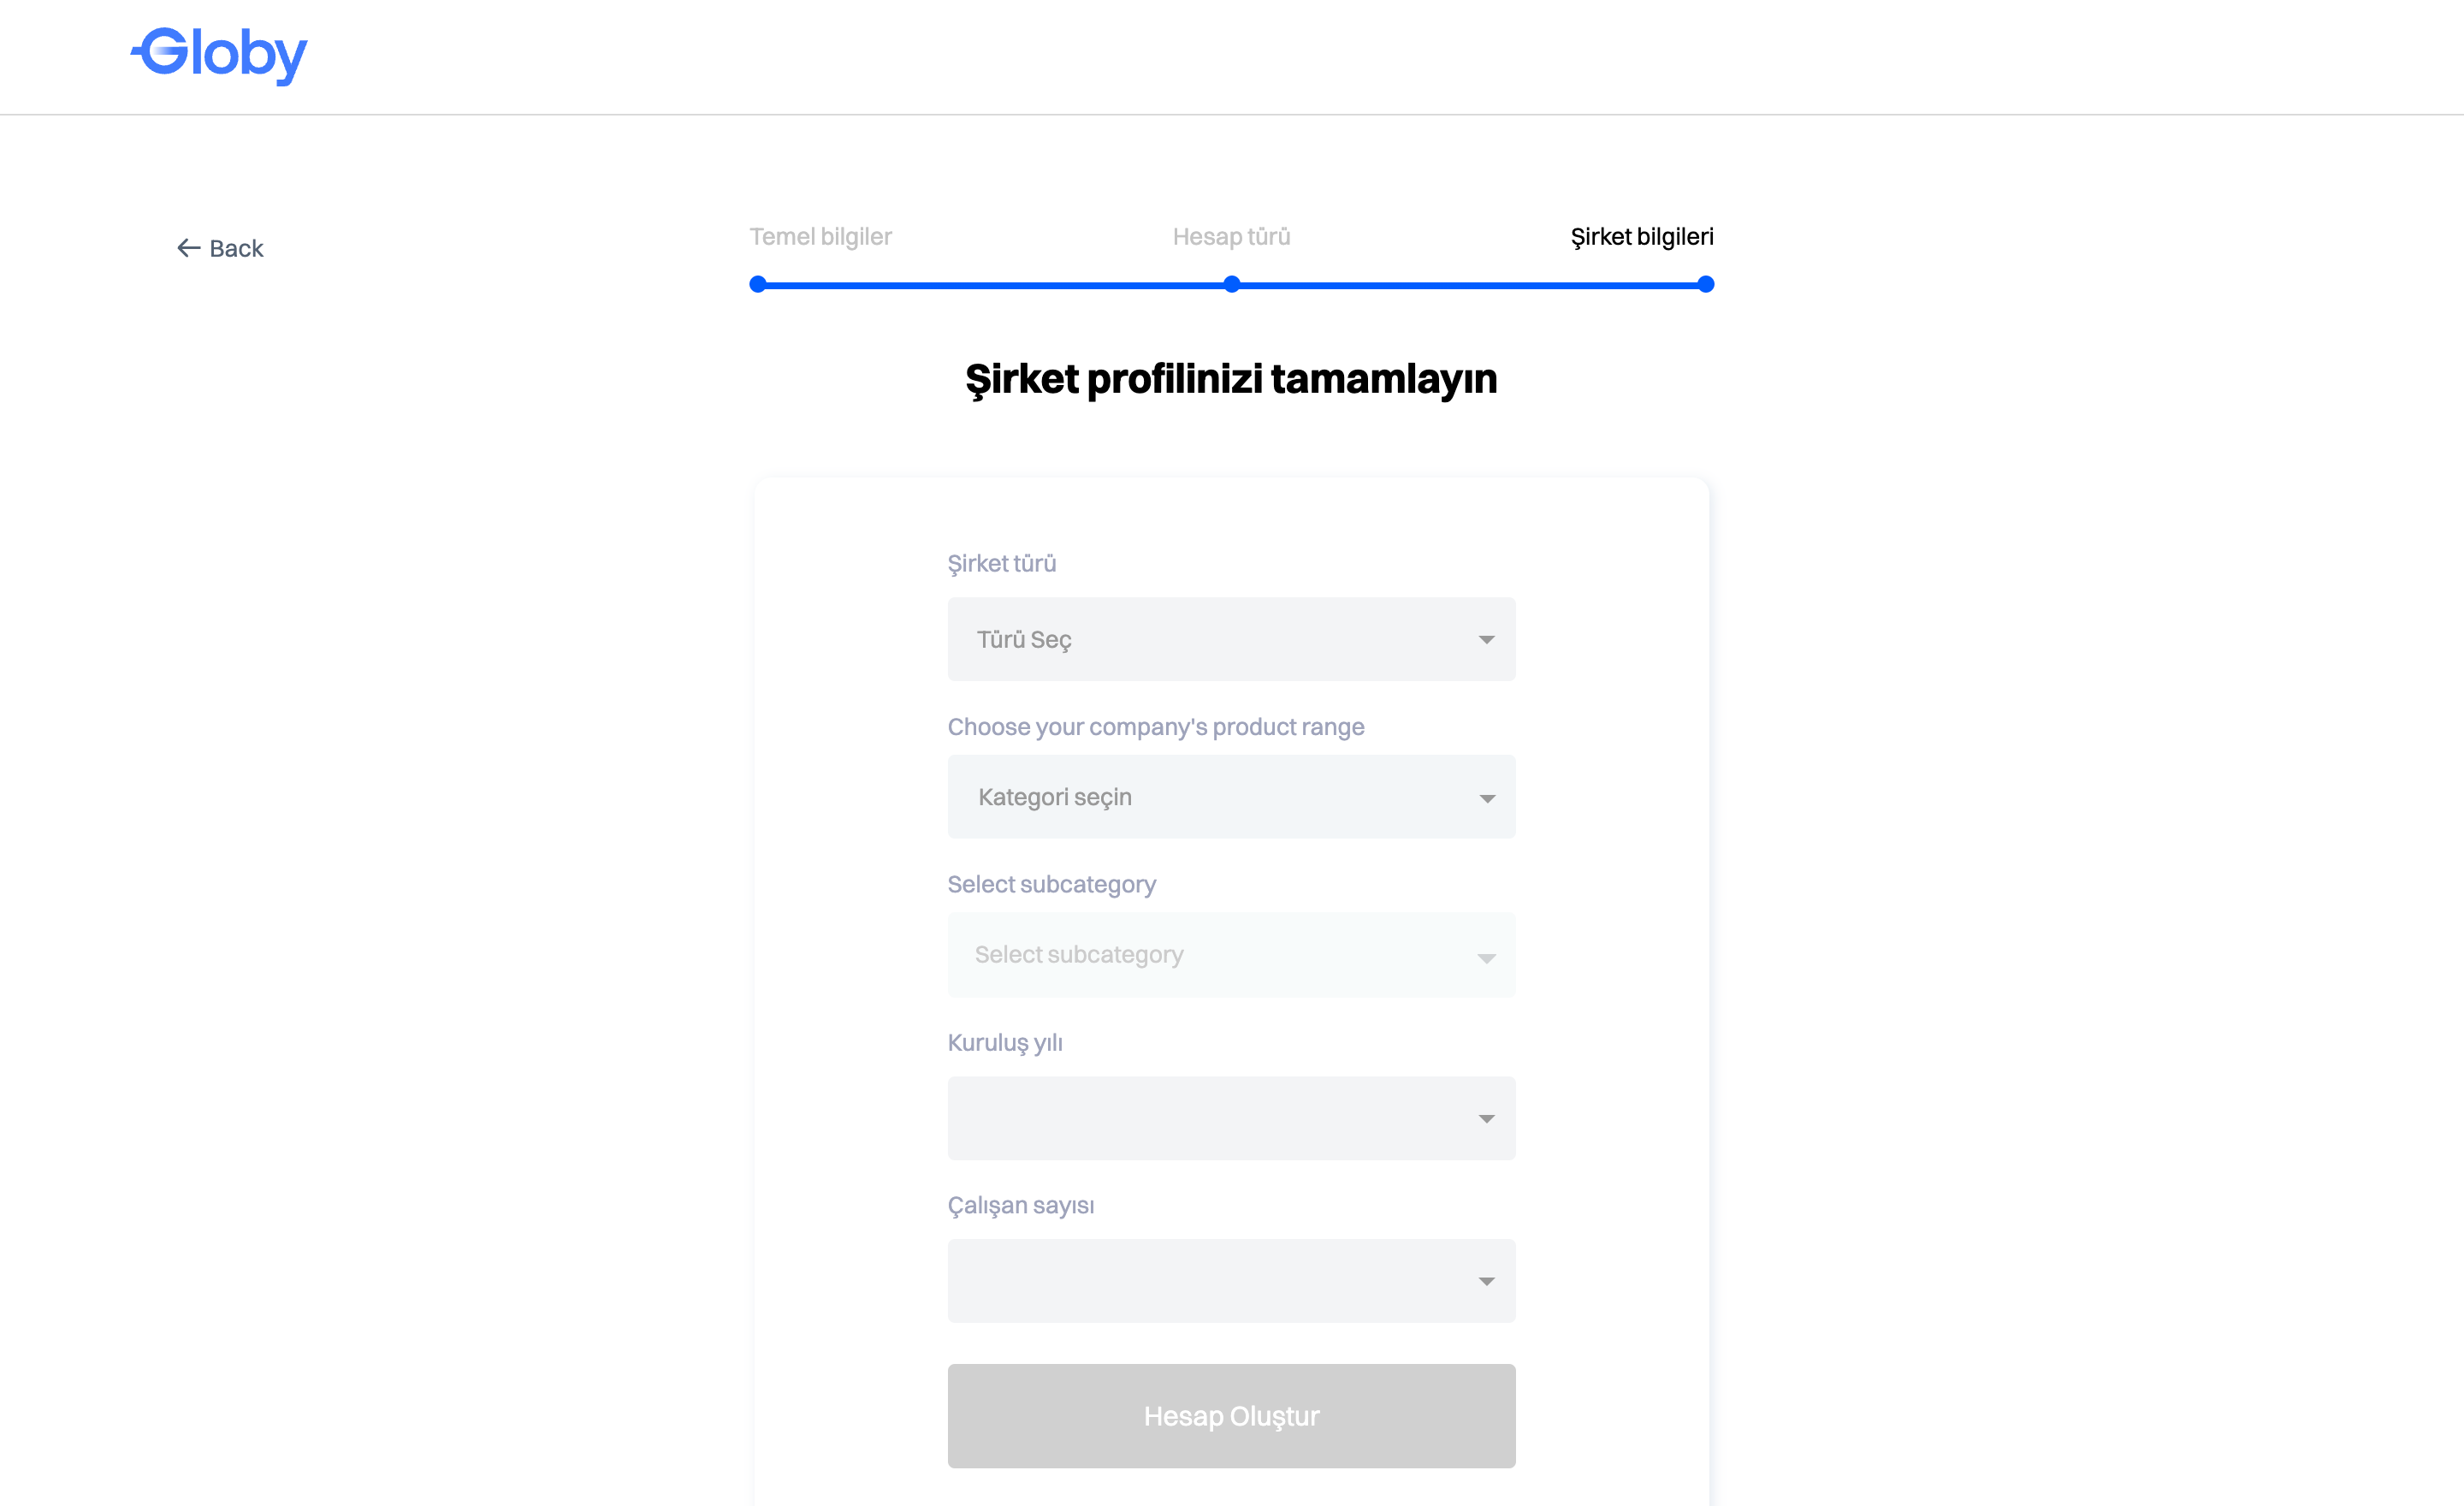 Globy
Back
Temel bilgiler
Hesap türü
Şirket bilgileri
Şirket profilinizi tamamlayın
Şirket türü
Türü Seç
Choose your company's product range
Kategori seçin
Select subcategory
Select subcategory
Kuruluş yılı
Çalışan sayısı
Hesap Oluştur